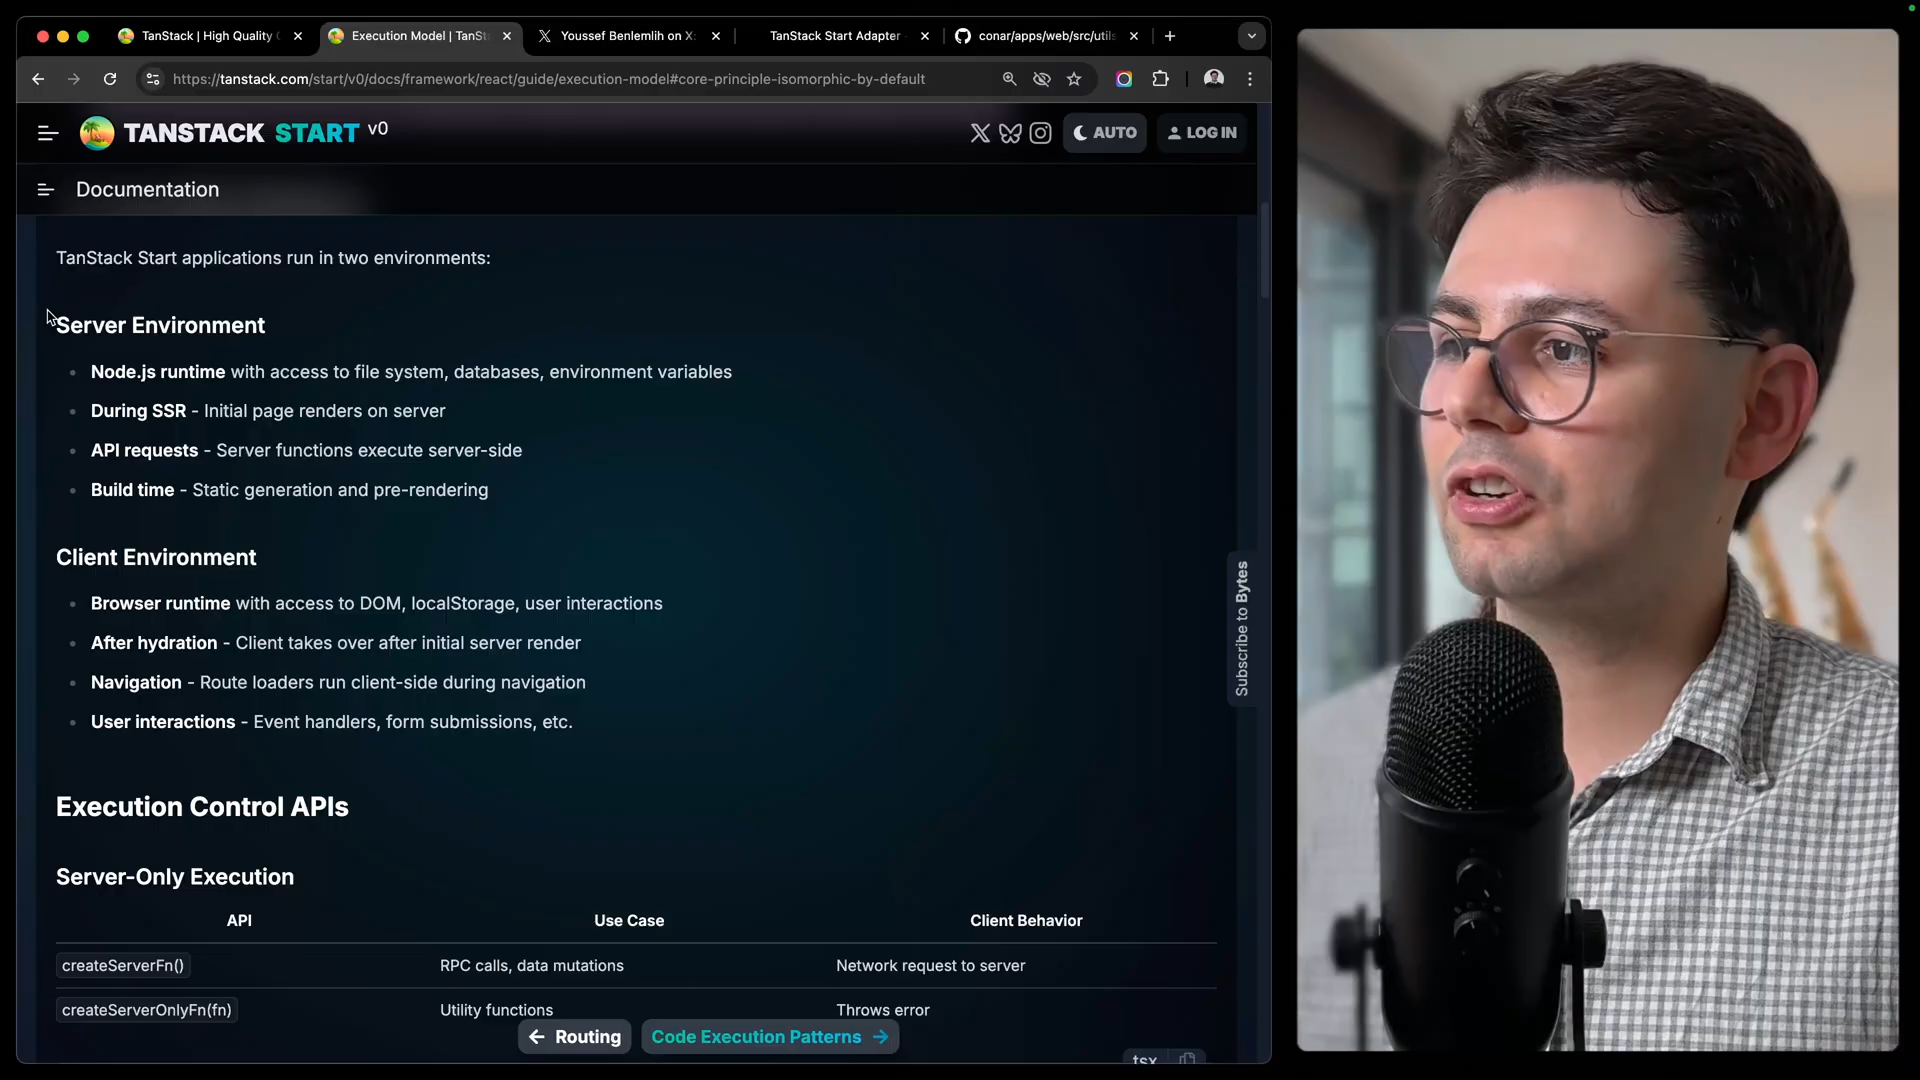 TanStack | High Quality
Execution Model | TanSt
Youssef Benlemlih on X
TanStack Start Adapter
conar/apps/web/src/utils
https://tanstack.com/start/v0/docs/framework/react/guide/execution-model#core-principle-isomorphic-by-default
TANSTACK START v0
AUTO
LOG IN
Documentation
TanStack Start applications run in two environments:
Server Environment
Node.js runtime with access to file system, databases, environment variables
During SSR - Initial page renders on server
API requests - Server functions execute server-side
Build time - Static generation and pre-rendering
Client Environment
Browser runtime with access to DOM, localStorage, user interactions
After hydration - Client takes over after initial server render
Navigation - Route loaders run client-side during navigation
User interactions - Event handlers, form submissions, etc.
Subscribe to Bytes
Execution Control APIs
Server-Only Execution
API Use Case Client Behavior
createServerFn() RPC calls, data mutations Network request to server
createServerOnlyFn(fn) Utility functions Throws error
← Routing
Code Execution Patterns →
tsx